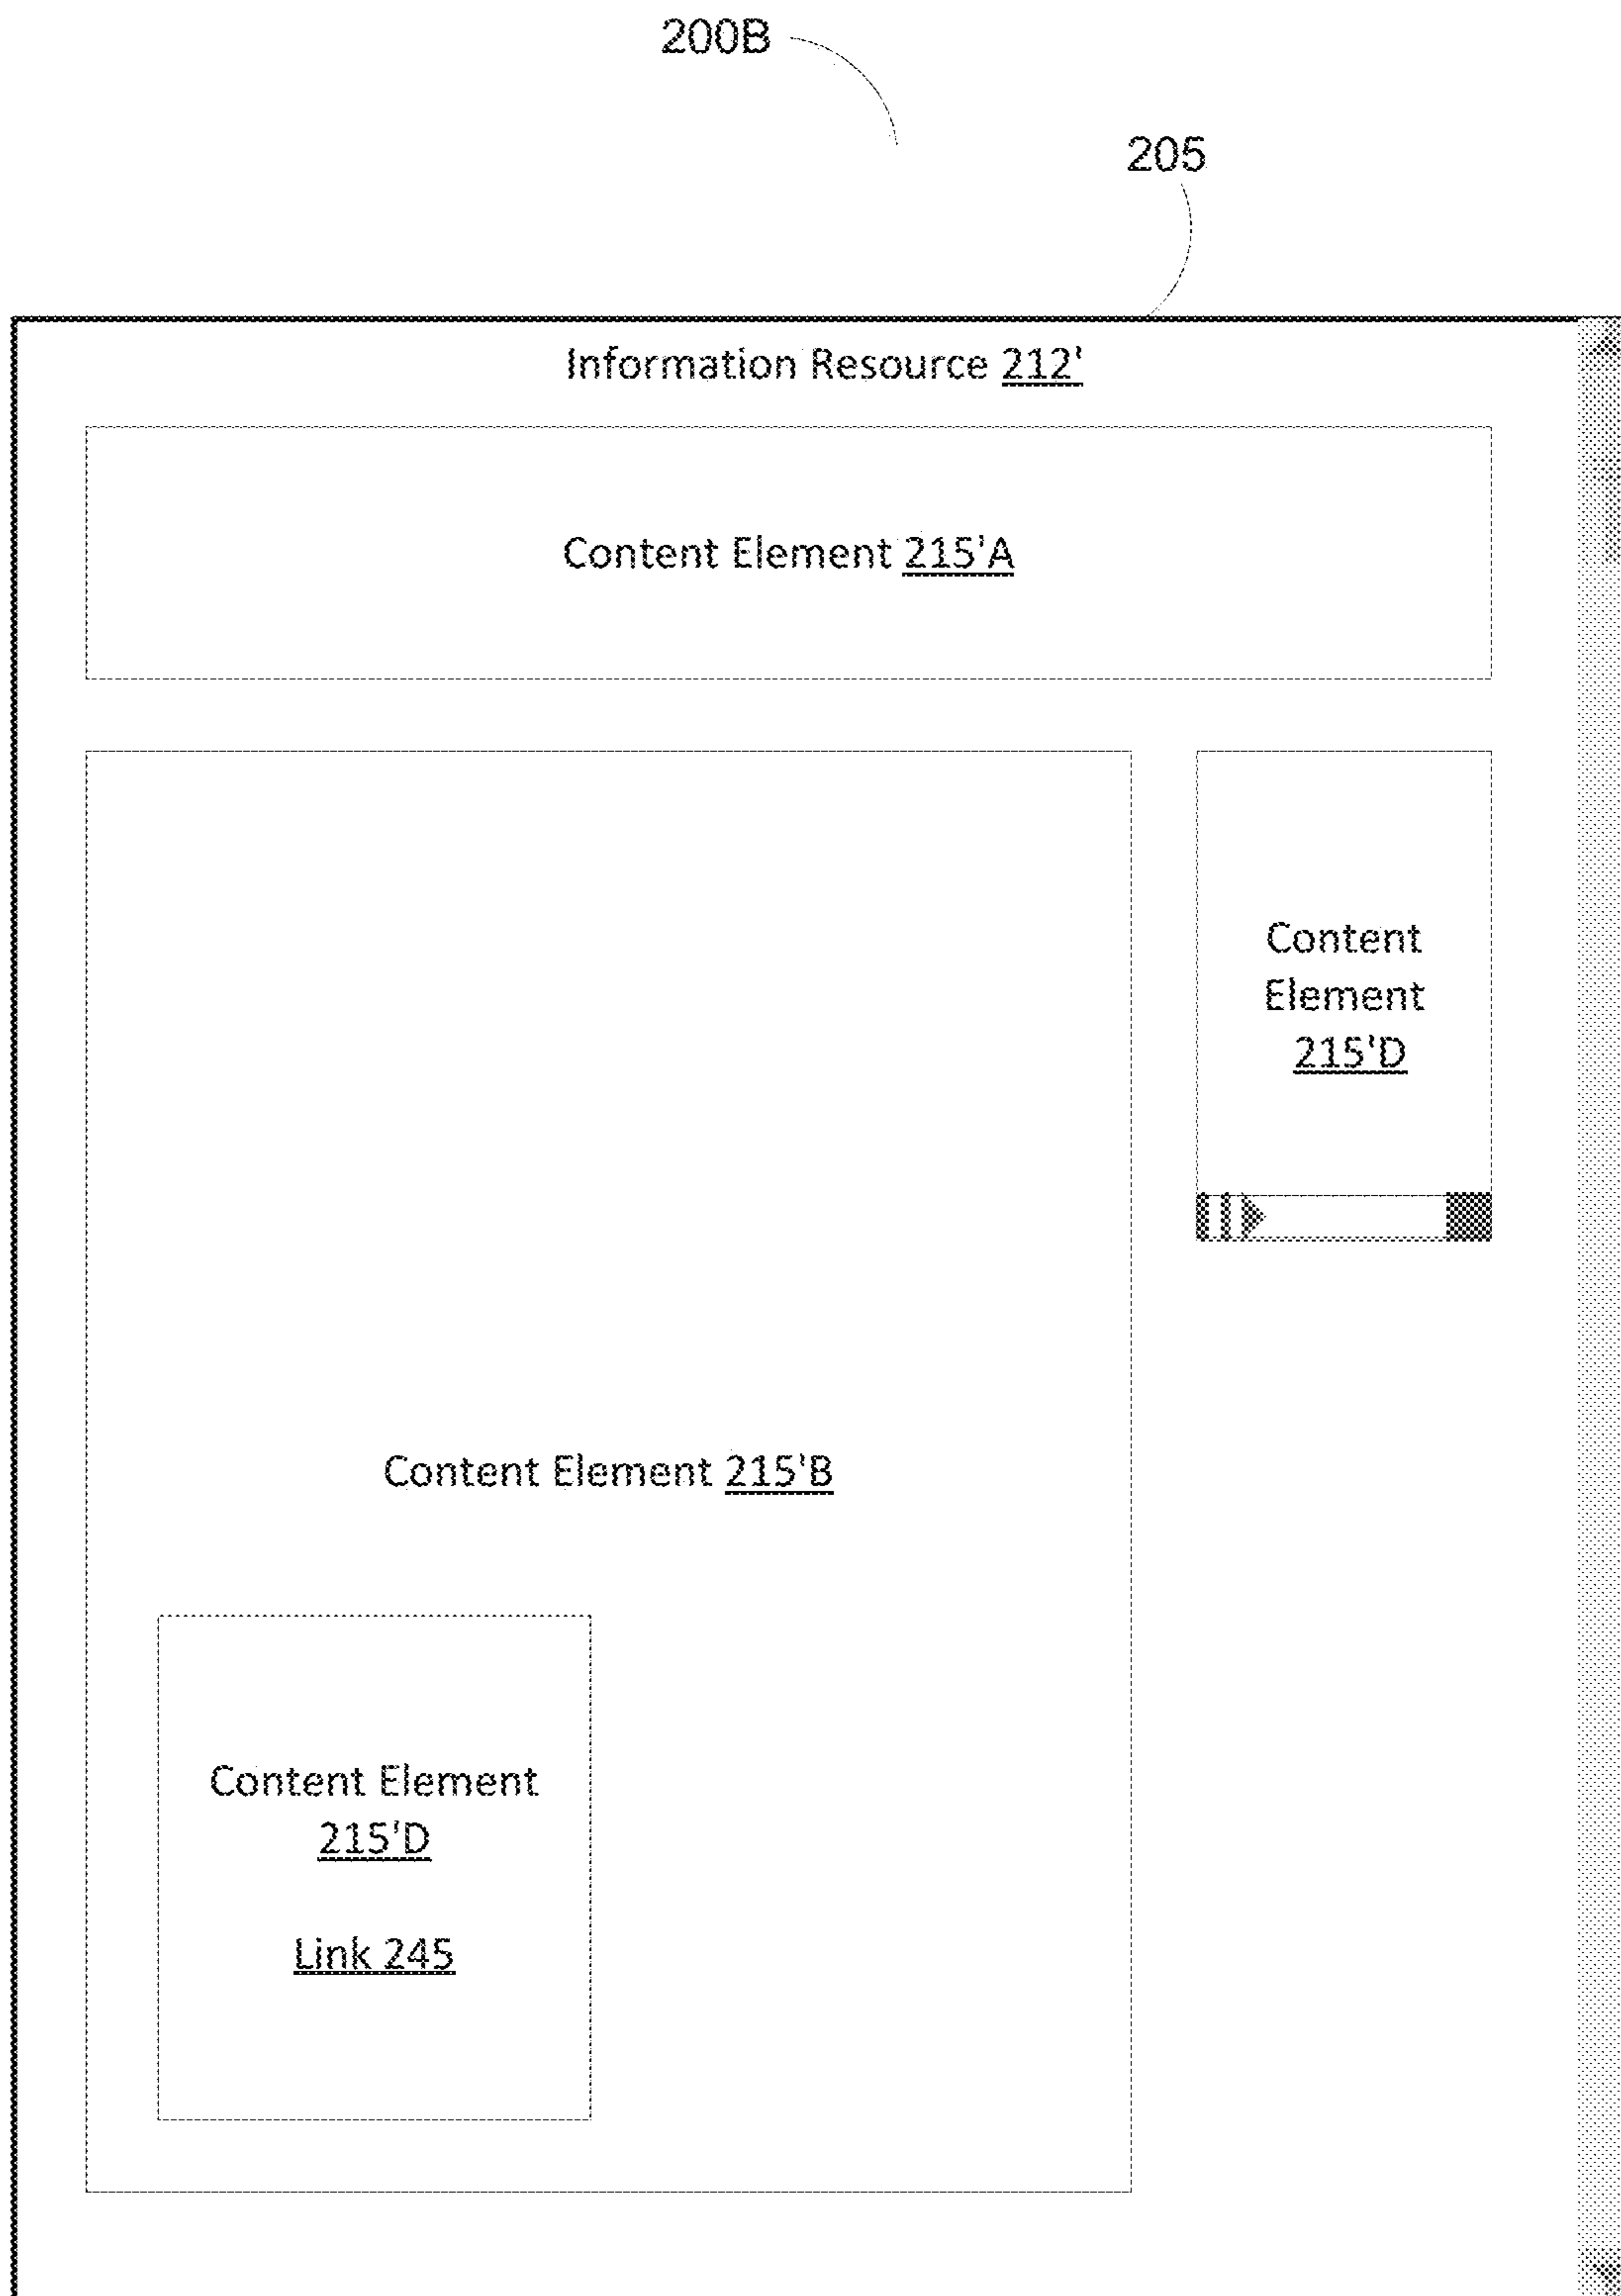 200B
205
Information Resource 212'
Content Element 215'A
Content
Element
215'D
Content Element 215'B
Content Element
215'D
Link 245